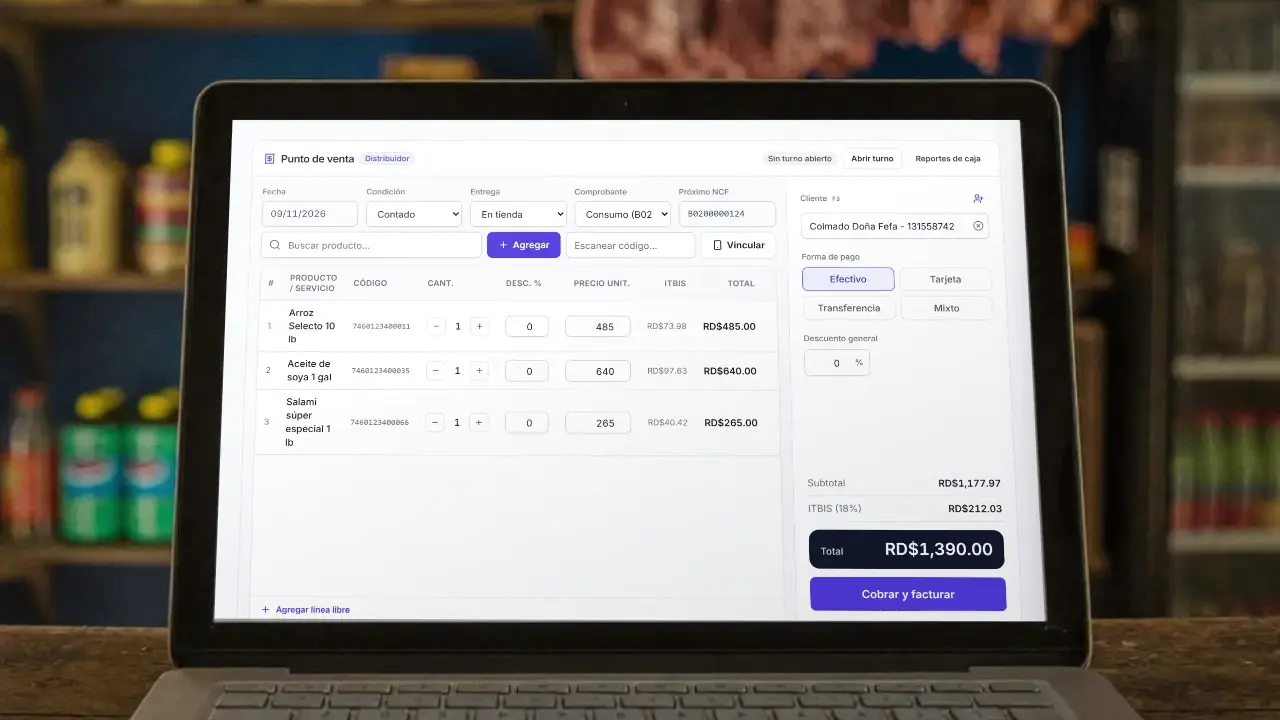 Punto de venta Distribuidor Sin turno abierto Abrir turno Reportes de caja
Fecha Condición Entrega Comprobante Próximo NCF
09/11/2026 Contado En tienda Consumo (B02 B0200000124
Buscar producto... + Agregar Escanear código... Vincular
# PRODUCTO / SERVICIO CÓDIGO CANT. DESC. % PRECIO UNIT. ITBIS TOTAL
1 Arroz Selecto 10 lb 7460123400011 − 1 + 0 485 RD$73.98 RD$485.00
2 Aceite de soya 1 gal 7460123400035 − 1 + 0 640 RD$97.63 RD$640.00
3 Salami súper especial 1 lb 7460123400066 − 1 + 0 265 RD$40.42 RD$265.00
+ Agregar línea libre
Cliente F3
Colmado Doña Fefa - 131558742
Forma de pago
Efectivo Tarjeta
Transferencia Mixto
Descuento general
0 %
Subtotal RD$1,177.97
ITBIS (18%) RD$212.03
Total RD$1,390.00
Cobrar y facturar